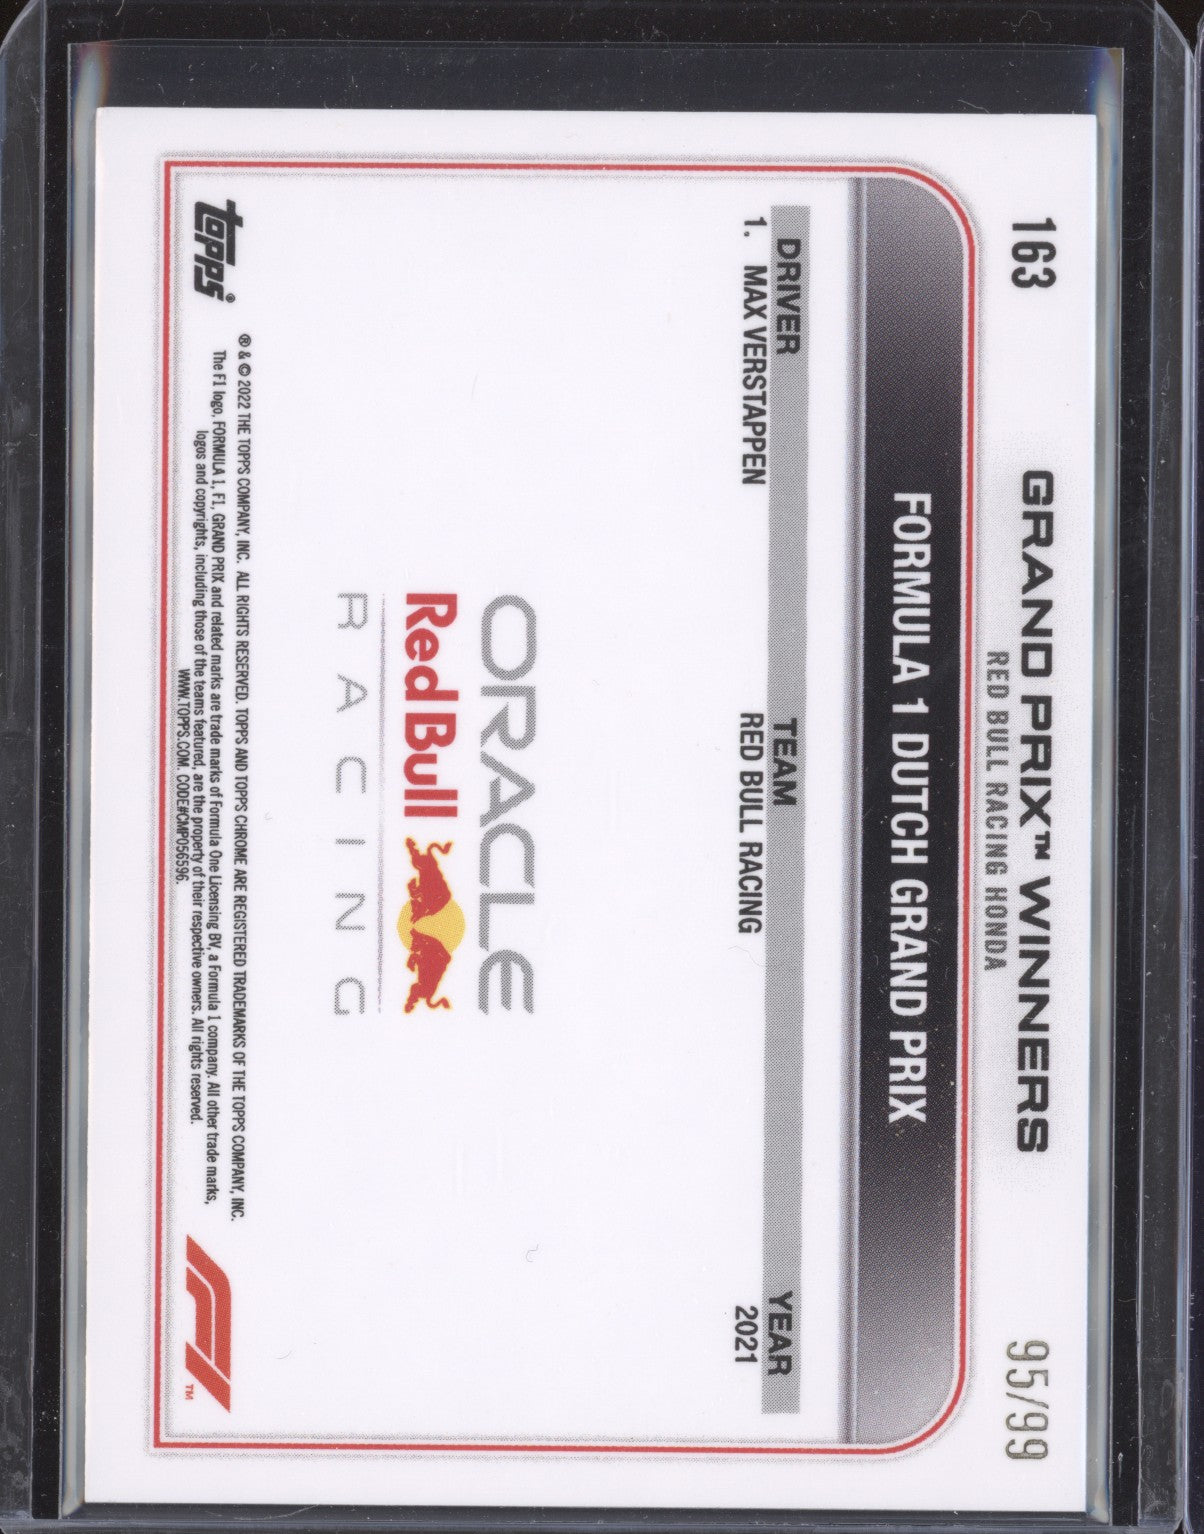 163
GRAND PRIX™ WINNERS
95/99
RED BULL RACING HONDA
FORMULA 1 DUTCH GRAND PRIX
DRIVER TEAM YEAR
1. MAX VERSTAPPEN RED BULL RACING 2021
ORACLE
Red Bull
RACING
topps®
® & © 2022 THE TOPPS COMPANY, INC. ALL RIGHTS RESERVED. TOPPS AND TOPPS CHROME ARE REGISTERED TRADEMARKS OF THE TOPPS COMPANY, INC.
The F1 logo, FORMULA 1, F1, GRAND PRIX and related marks are trade marks of Formula One Licensing BV, a Formula 1 company. All other trade marks,
logos and copyrights, including those of the teams featured, are the property of their respective owners. All rights reserved.
WWW.TOPPS.COM. CODE#CMP056596.
F1™